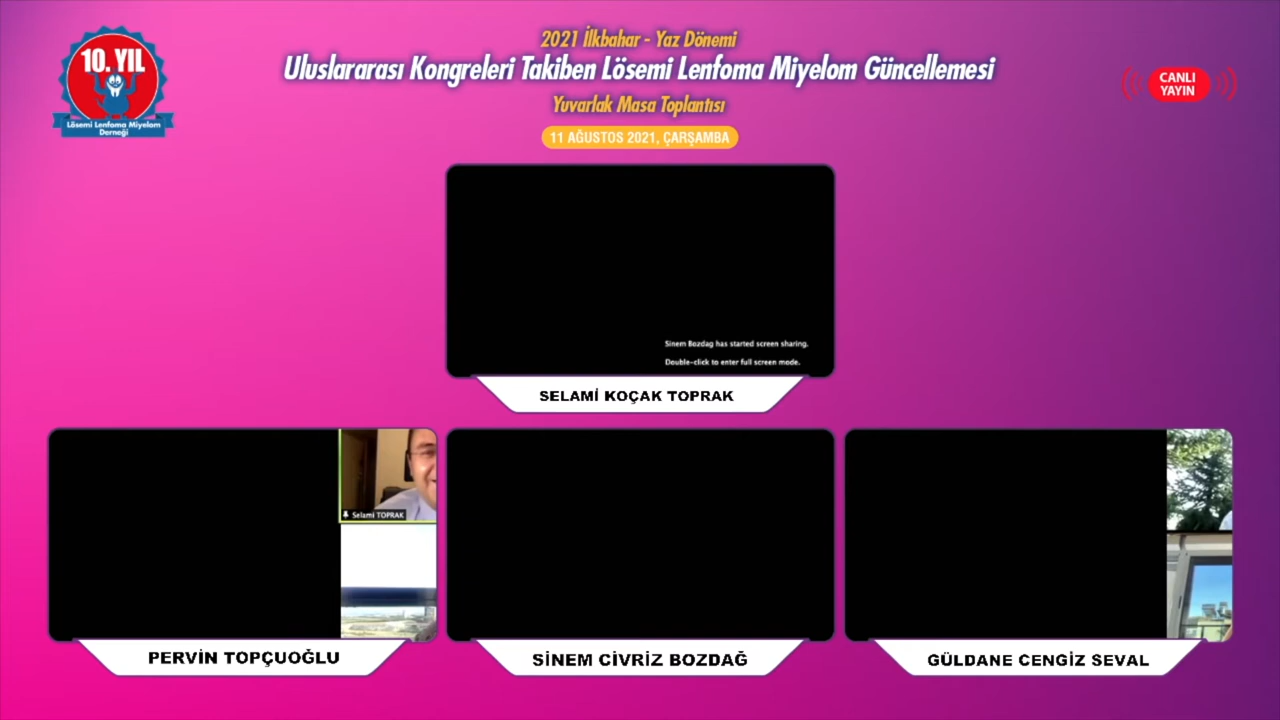 10. YIL
Lösemi Lenfoma Miyelom
Derneği
2021 İlkbahar - Yaz Dönemi
Uluslararası Kongreleri Takiben Lösemi Lenfoma Miyelom Güncellemesi
Yuvarlak Masa Toplantısı
11 AĞUSTOS 2021, ÇARŞAMBA
CANLI
YAYIN
Sinem Bozdag has started screen sharing.
Double-click to enter full screen mode.
SELAMİ KOÇAK TOPRAK
Selami TOPRAK
PERVİN TOPÇUOĞLU
SİNEM CİVRİZ BOZDAĞ
GÜLDANE CENGİZ SEVAL